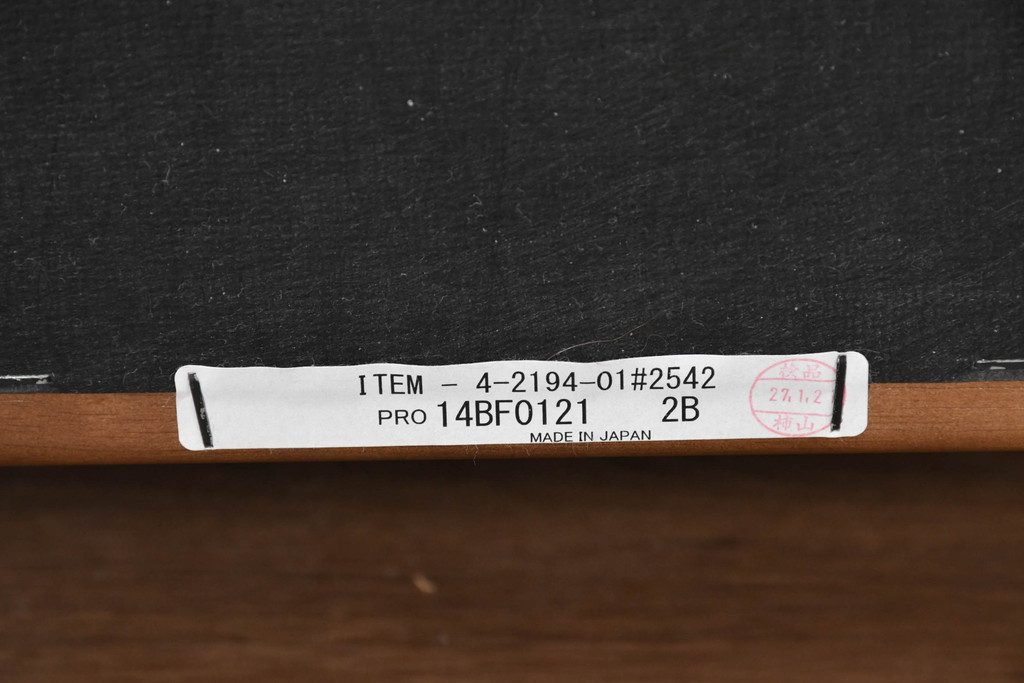 ITEM - 4-2194-01#2542
PRO 14BF0121 2B
MADE IN JAPAN
検品
27.1.2
柿山